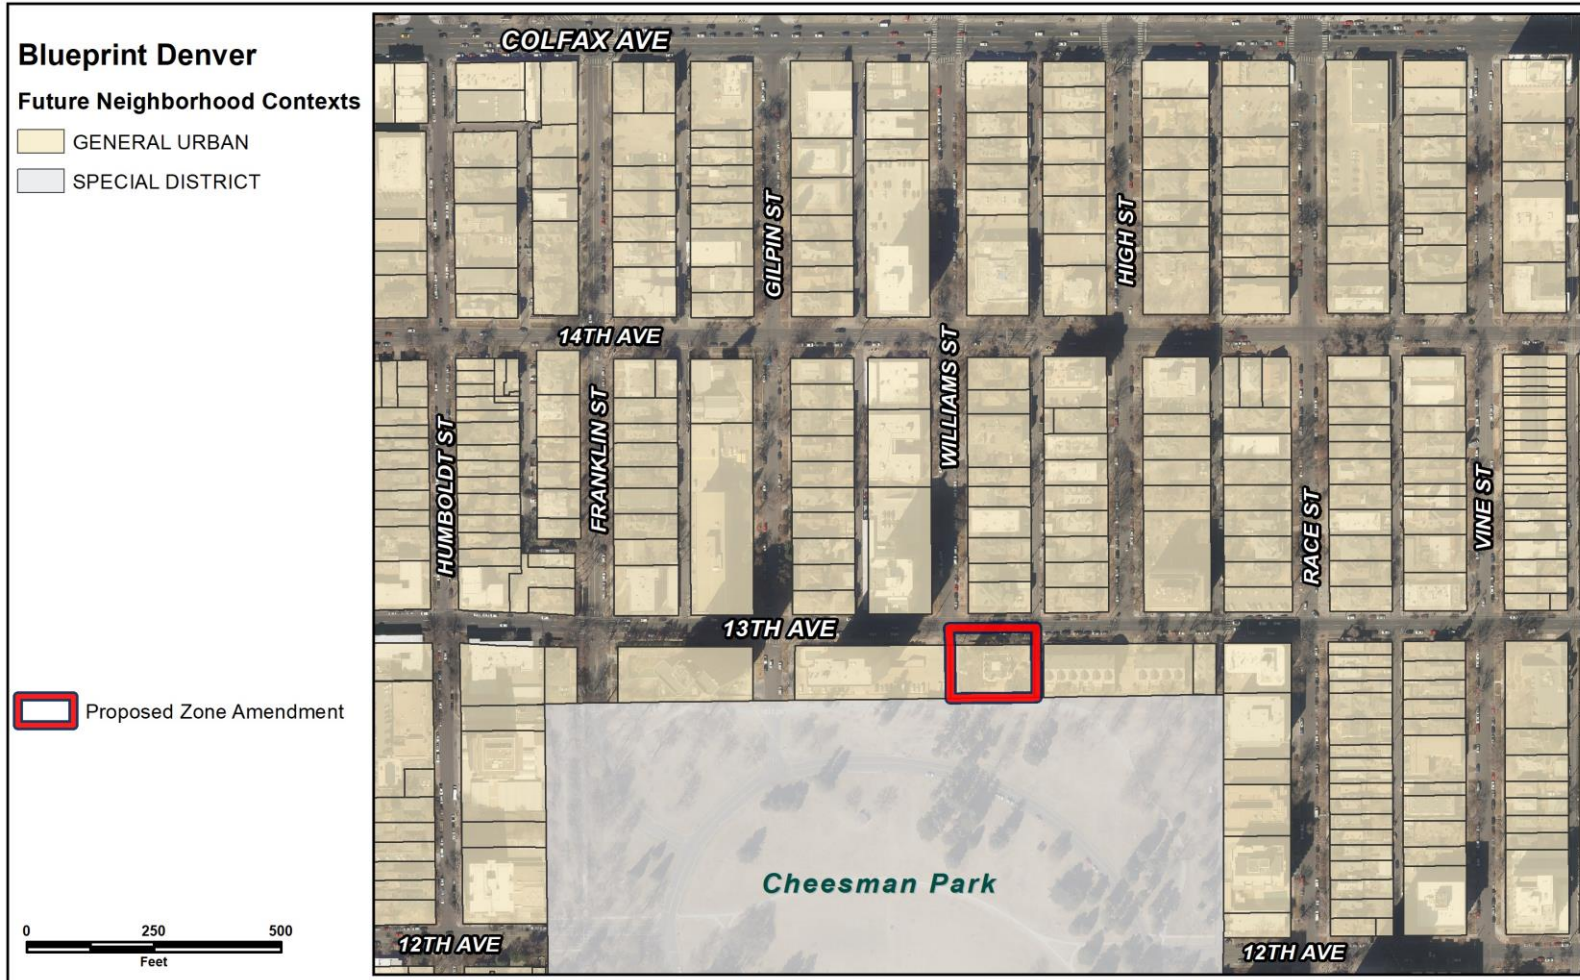 Blueprint Denver
Future Neighborhood Contexts
GENERAL URBAN
SPECIAL DISTRICT
Proposed Zone Amendment
0 250 500
Feet
COLFAX AVE
GILPIN ST
HIGH ST
14TH AVE
WILLIAMS ST
FRANKLIN ST
HUMBOLDT ST
RACE ST
VINE ST
13TH AVE
Cheesman Park
12TH AVE
12TH AVE